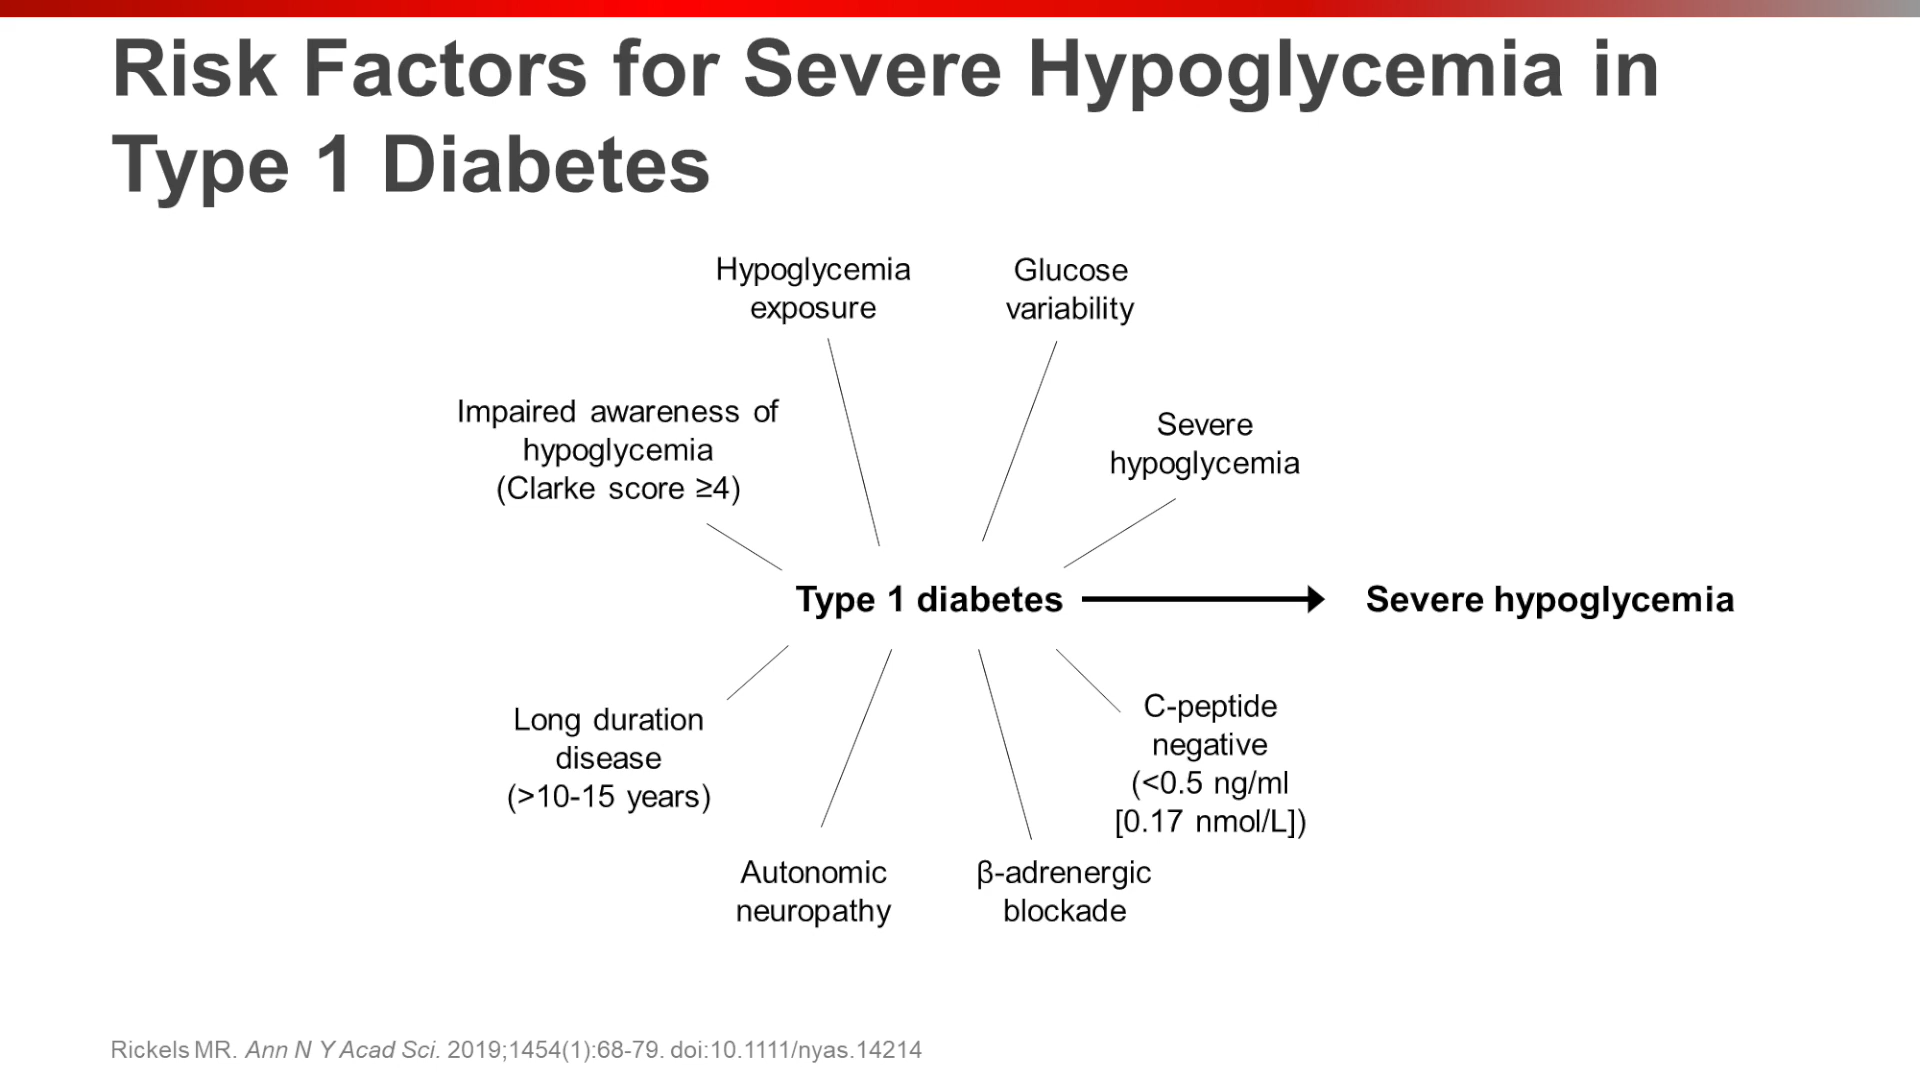 Risk Factors for Severe Hypoglycemia in
Type 1 Diabetes
Hypoglycemia
exposure
Glucose
variability
Impaired awareness of
hypoglycemia
(Clarke score ≥4)
Severe
hypoglycemia
Type 1 diabetes
Severe hypoglycemia
Long duration
disease
(>10-15 years)
C-peptide
negative
(<0.5 ng/ml
[0.17 nmol/L])
Autonomic
neuropathy
β-adrenergic
blockade
Rickels MR. Ann N Y Acad Sci. 2019;1454(1):68-79. doi:10.1111/nyas.14214